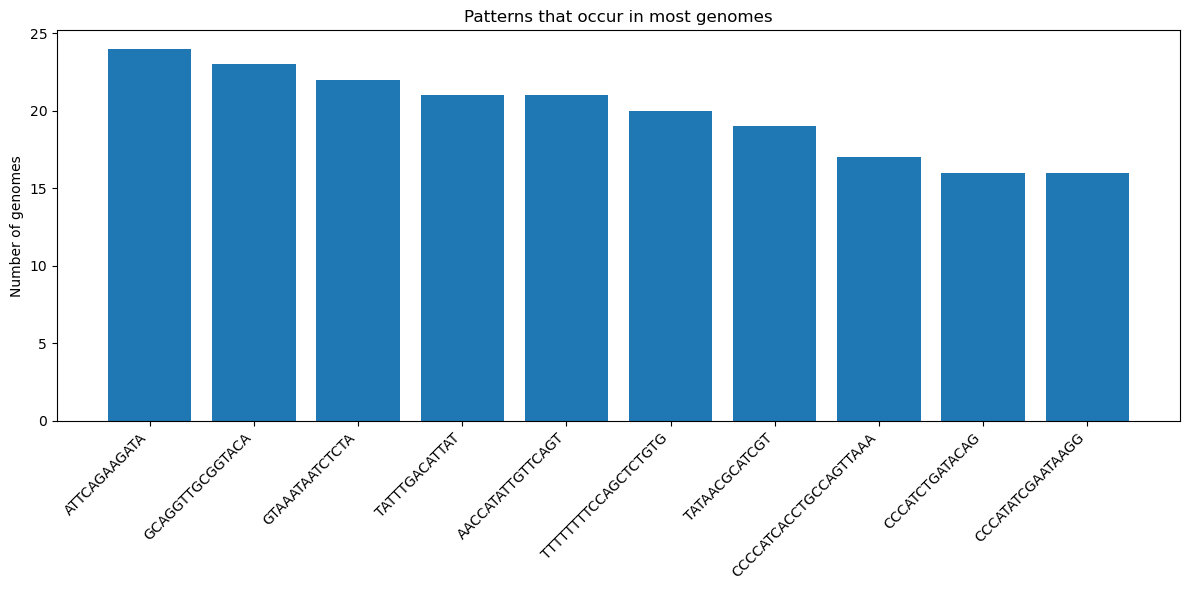 Patterns that occur in most genomes
Number of genomes
25
20
15
10
5
0
ATTCAGAAGATA
GCAGGTTGCGGTACA
GTAAATAATCTCTA
TATTTGACATTAT
AACCATATTGTTCAGT
TTTTTTTTCCAGCTCTGTG
TATAACGCATCGT
CCCCATCACCTGCCAGTTAAA
CCCATCTGATACAG
CCCATATCGAATAAGG